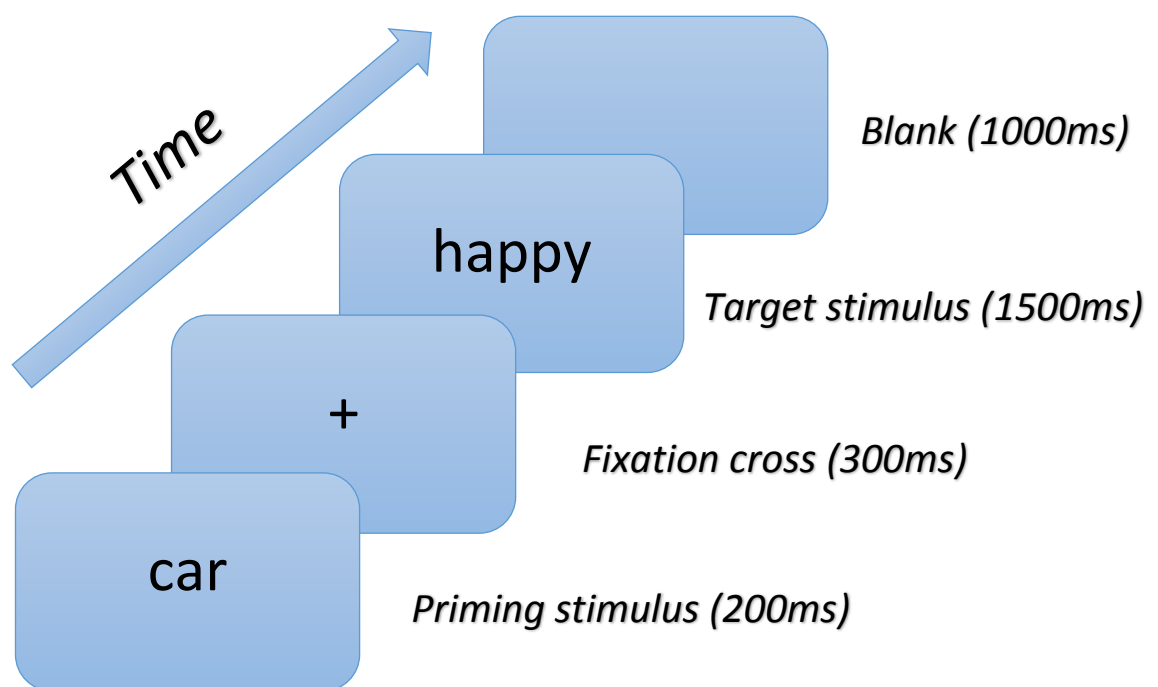 Time
Blank (1000ms)
happy
Target stimulus (1500ms)
+
Fixation cross (300ms)
car
Priming stimulus (200ms)